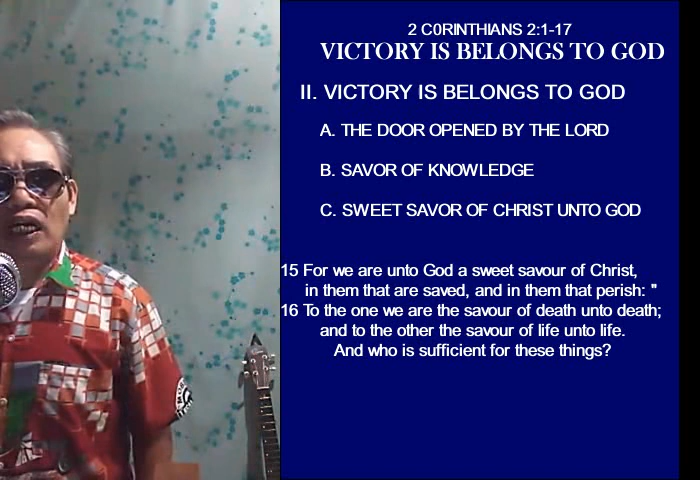 2 C0RINTHIANS 2:1-17
VICTORY IS BELONGS TO GOD
II. VICTORY IS BELONGS TO GOD
A. THE DOOR OPENED BY THE LORD
B. SAVOR OF KNOWLEDGE
C. SWEET SAVOR OF CHRIST UNTO GOD
15 For we are unto God a sweet savour of Christ,
in them that are saved, and in them that perish: "
16 To the one we are the savour of death unto death;
and to the other the savour of life unto life.
And who is sufficient for these things?